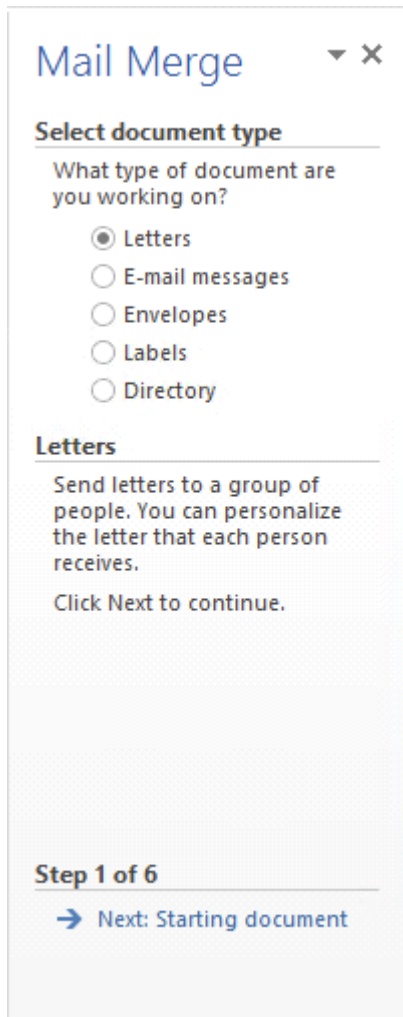 Mail Merge
Select document type
What type of document are
you working on?
Letters
E-mail messages
Envelopes
Labels
Directory
Letters
Send letters to a group of
people. You can personalize
the letter that each person
receives.
Click Next to continue.
Step 1 of 6
Next: Starting document